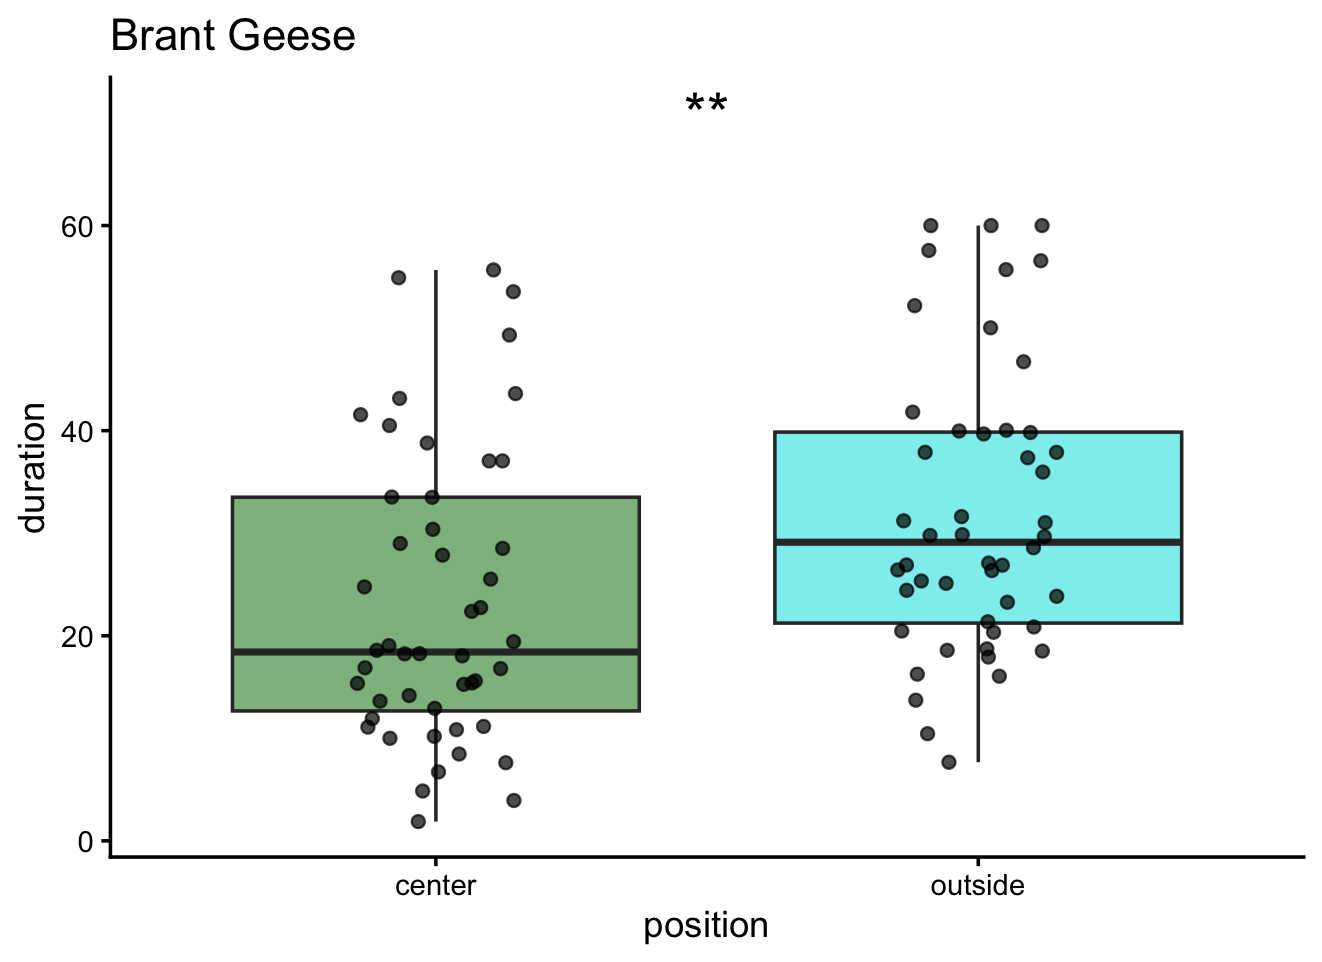 Brant Geese
**
60
40
20
0
duration
center outside
position